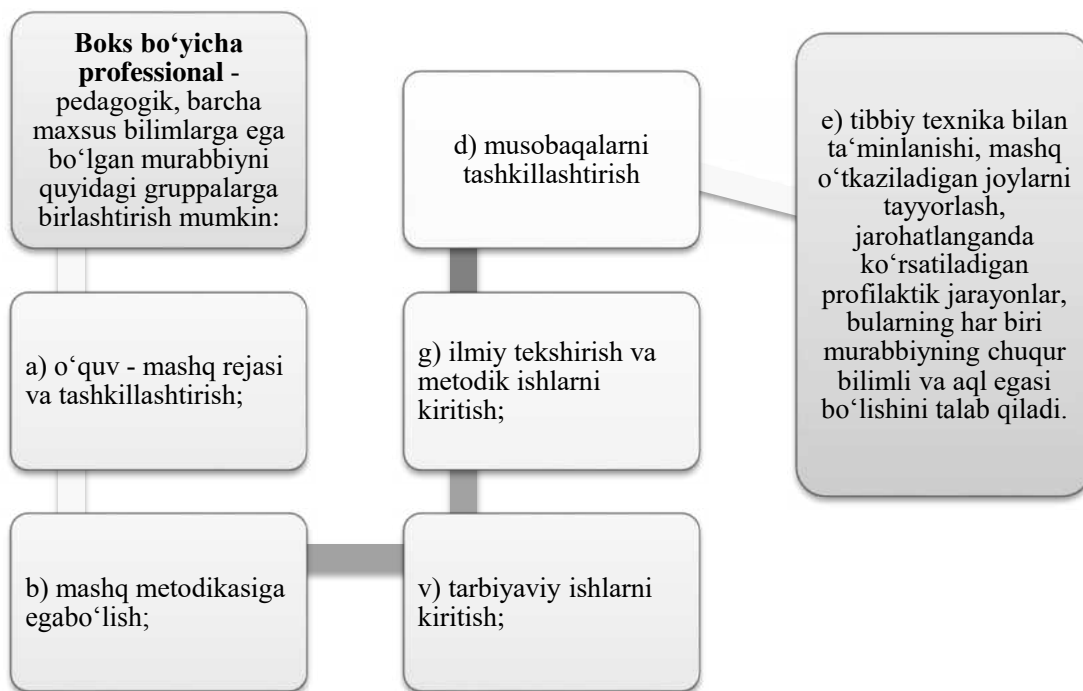 Boks bo‘yicha
professional -
pedagogik, barcha
maxsus bilimlarga ega
bo‘lgan murabbiyni
quyidagi gruppalarga
birlashtirish mumkin:
a) o‘quv - mashq rejasi
va tashkillashtirish;
b) mashq metodikasiga
egabo‘lish;
v) tarbiyaviy ishlarni
kiritish;
g) ilmiy tekshirish va
metodik ishlarni
kiritish;
d) musobaqalarni
tashkillashtirish
e) tibbiy texnika bilan
ta‘minlanishi, mashq
o‘tkaziladigan joylarni
tayyorlash,
jarohatlanganda
ko‘rsatiladigan
profilaktik jarayonlar,
bularning har biri
murabbiyning chuqur
bilimli va aql egasi
bo‘lishini talab qiladi.